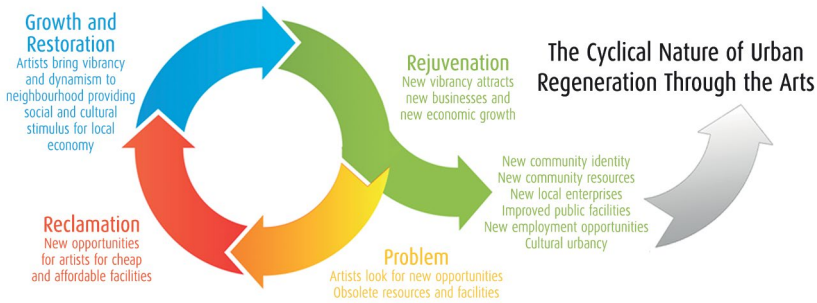 Growth and
Restoration
Artists bring vibrancy
and dynamism to
neighbourhood providing
social and cultural
stimulus for local
economy
Rejuvenation
New vibrancy attracts
new businesses and
new economic growth
The Cyclical Nature of Urban
Regeneration Through the Arts
New community identity
New community resources
New local enterprises
Improved public facilities
New employment opportunities
Cultural urbancy
Reclamation
New opportunities
for artists for cheap
and affordable facilities
Problem
Artists look for new opportunities
Obsolete resources and facilities